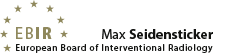 EBIR
Max Seidensticker
European Board of Interventional Radiology